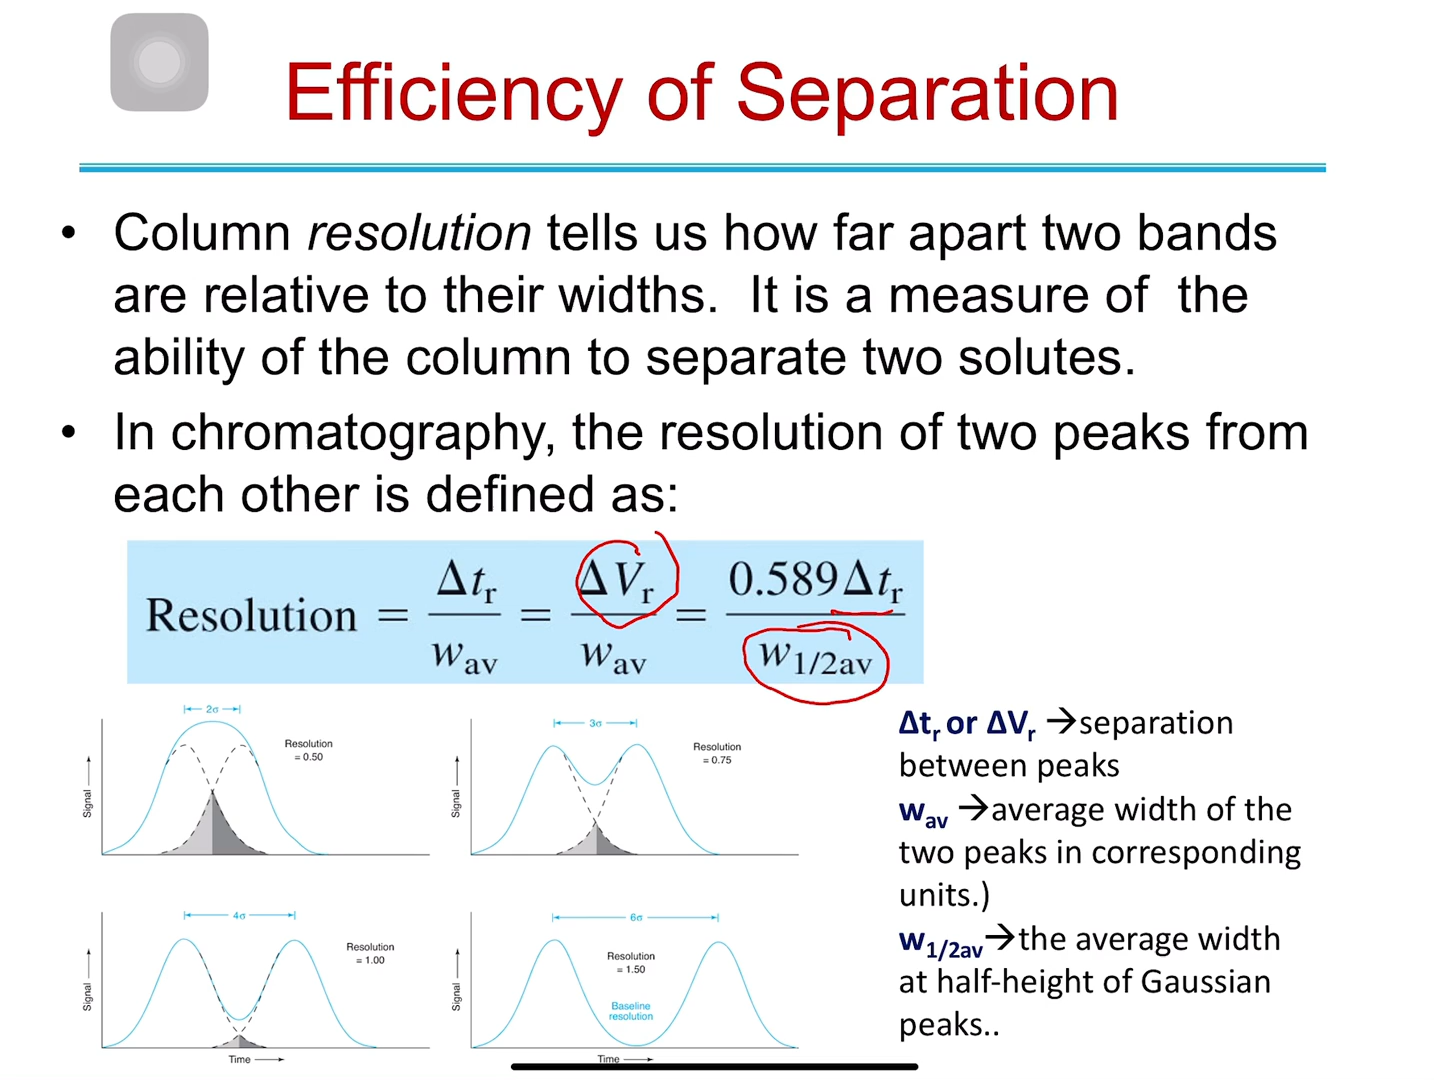 Efficiency of Separation
• Column resolution tells us how far apart two bands
are relative to their widths.  It is a measure of  the
ability of the column to separate two solutes.
• In chromatography, the resolution of two peaks from
each other is defined as:
Resolution = Δtr / wav = ΔVr / wav = 0.589Δtr / w1/2av
2σ
Resolution
= 0.50
Signal
3σ
Resolution
= 0.75
Signal
4σ
Resolution
= 1.00
Signal
Time
6σ
Resolution
= 1.50
Baseline
resolution
Signal
Time
Δtr or ΔVr →separation
between peaks
wav →average width of the
two peaks in corresponding
units.)
w1/2av→the average width
at half-height of Gaussian
peaks..